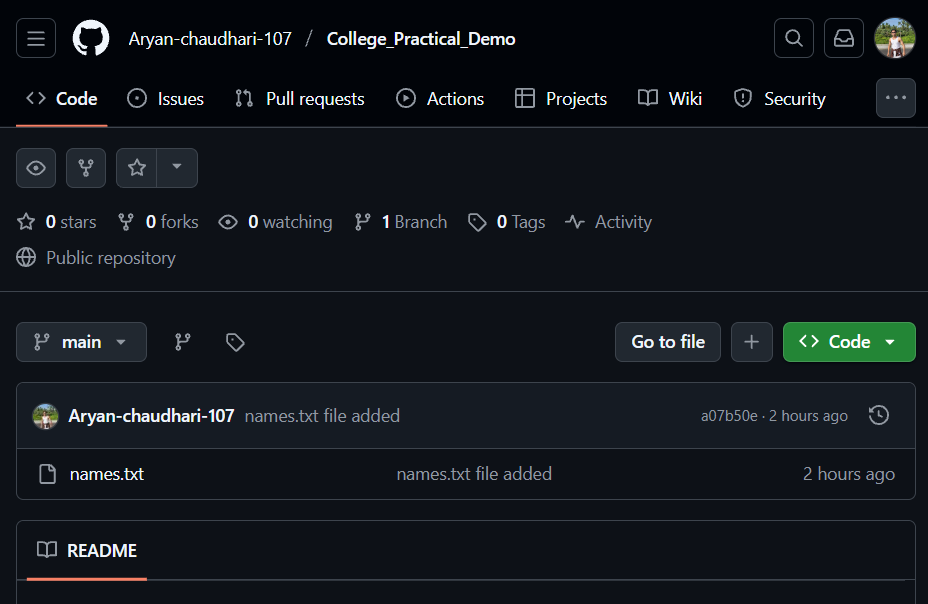 Aryan-chaudhari-107 / College_Practical_Demo
Code Issues Pull requests Actions Projects Wiki Security
0 stars 0 forks 0 watching 1 Branch 0 Tags Activity
Public repository
main Go to file Code
Aryan-chaudhari-107 names.txt file added a07b50e · 2 hours ago
names.txt names.txt file added 2 hours ago
README